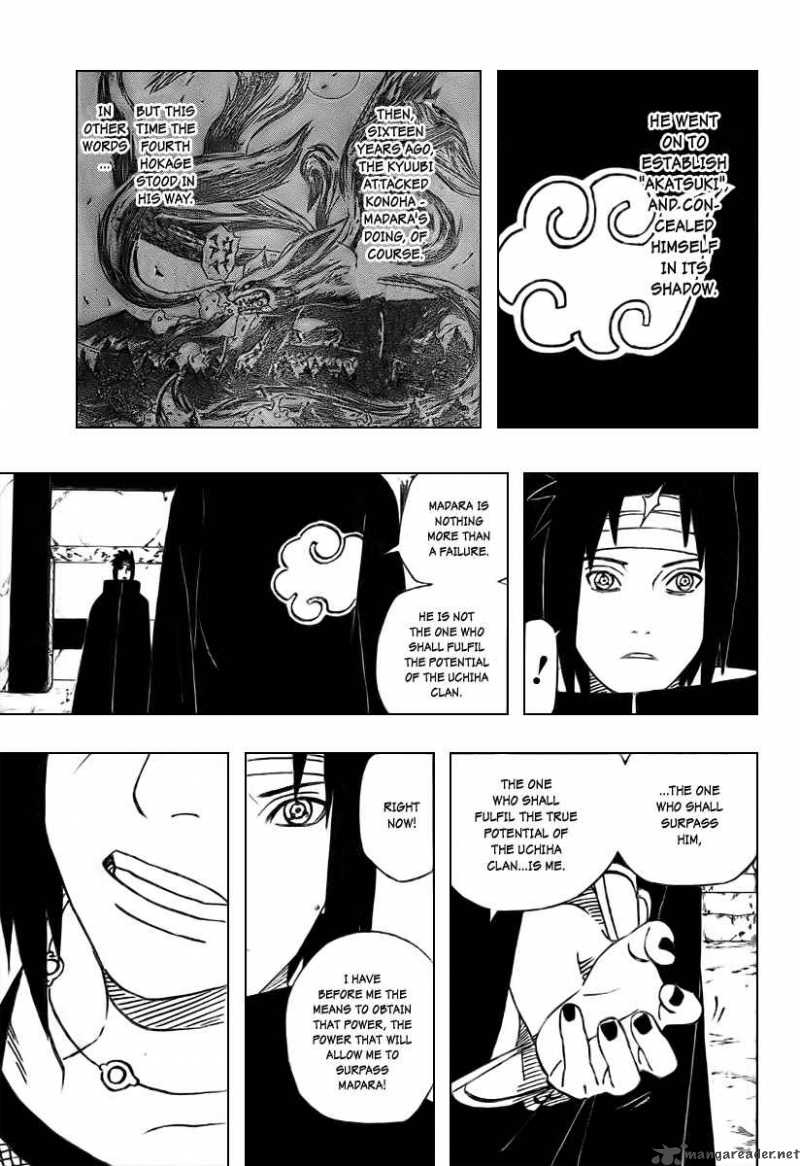 HE WENT
ON TO
ESTABLISH
"AKATSUKI",
AND CON-
CEALED
HIMSELF
IN ITS
SHADOW.
THEN,
SIXTEEN
YEARS AGO,
THE KYUUBI
ATTACKED
KONOHA -
MADARA'S
DOING, OF
COURSE.
BUT THIS
TIME THE
FOURTH
HOKAGE
STOOD IN
HIS WAY.
IN
OTHER
WORDS
...
!
MADARA IS
NOTHING
MORE THAN
A FAILURE.
HE IS NOT
THE ONE WHO
SHALL FULFIL
THE POTENTIAL
OF THE UCHIHA
CLAN.
...THE ONE
WHO SHALL
SURPASS
HIM,
THE ONE
WHO SHALL
FULFIL THE TRUE
POTENTIAL OF
THE UCHIHA
CLAN...IS ME.
RIGHT
NOW!
I HAVE
BEFORE ME THE
MEANS TO OBTAIN
THAT POWER, THE
POWER THAT WILL
ALLOW ME TO
SURPASS
MADARA!
mangareader.net